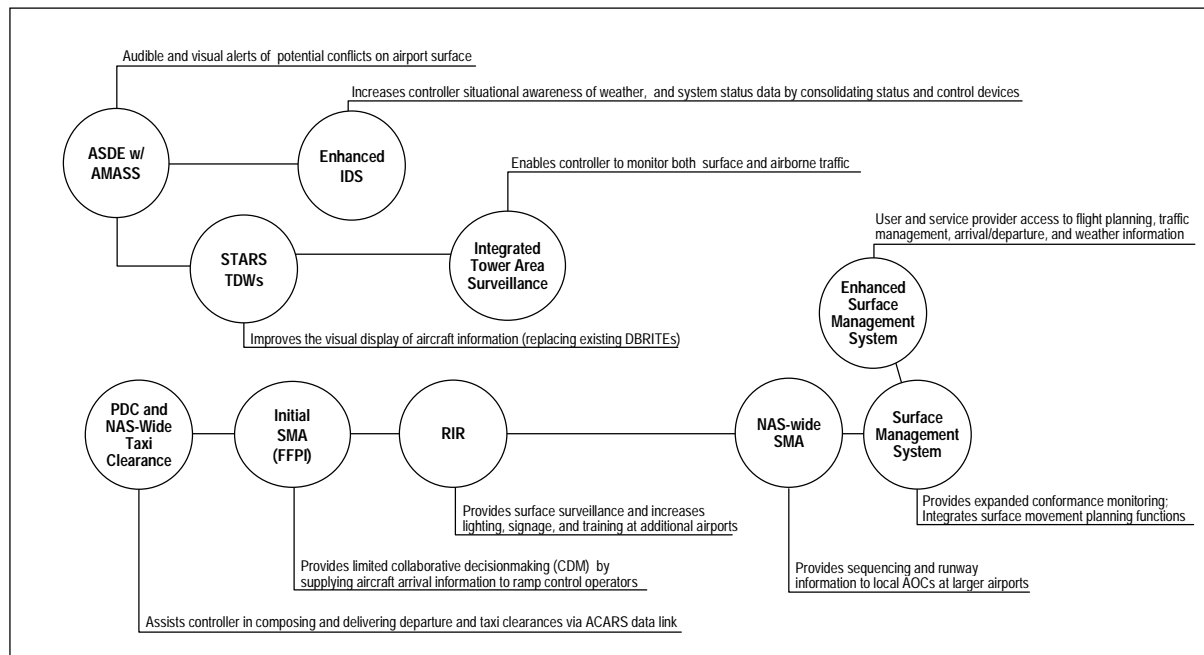 Audible and visual alerts of potential conflicts on airport surface
Increases controller situational awareness of weather, and system status data by consolidating status and control devices
ASDE w/
AMASS
Enhanced
IDS
Enables controller to monitor both surface and airborne traffic
STARS
TDWs
Integrated
Tower Area
Surveillance
User and service provider access to flight planning, traffic
management, arrival/departure, and weather information
Enhanced
Surface
Management
System
Improves the visual display of aircraft information (replacing existing DBRITEs)
PDC and
NAS-Wide
Taxi
Clearance
Initial
SMA
(FFPI)
RIR
NAS-wide
SMA
Surface
Management
System
Provides surface surveillance and increases
lighting, signage, and training at additional airports
Provides expanded conformance monitoring;
Integrates surface movement planning functions
Provides limited collaborative decisionmaking (CDM) by
supplying aircraft arrival information to ramp control operators
Provides sequencing and runway
information to local AOCs at larger airports
Assists controller in composing and delivering departure and taxi clearances via ACARS data link